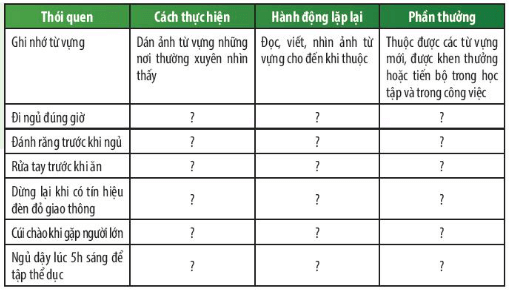 Thói quen Cách thực hiện Hành động lặp lại Phần thưởng
Ghi nhớ từ vựng Dán ảnh từ vựng những Đọc, viết, nhìn ảnh từ Thuộc được các từ vựng
nơi thường xuyên nhìn vựng cho đến khi thuộc mới, được khen thưởng
thấy hoặc tiến bộ trong học
tập và trong công việc
Đi ngủ đúng giờ ? ? ?
Đánh răng trước khi ngủ ? ? ?
Rửa tay trước khi ăn ? ? ?
Dừng lại khi có tín hiệu ? ? ?
đèn đỏ giao thông
Cúi chào khi gặp người lớn ? ? ?
Ngủ dậy lúc 5h sáng để ? ? ?
tập thể dục